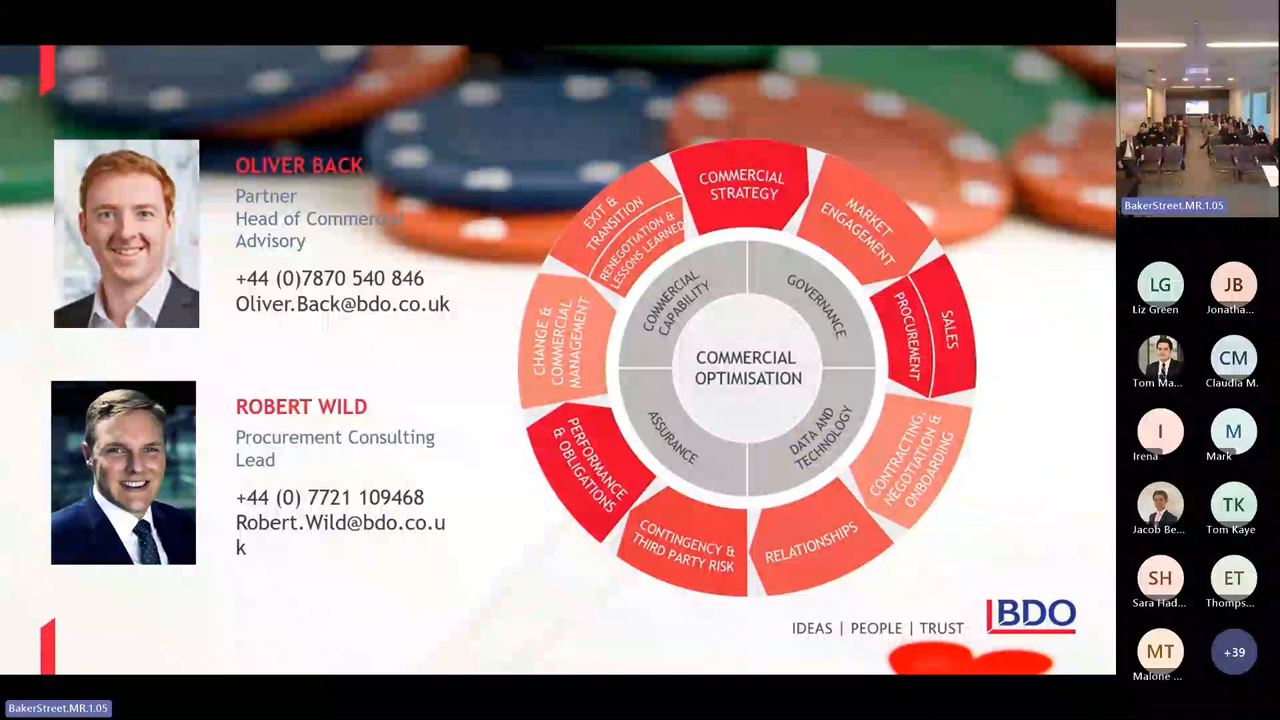 OLIVER BACK
Partner
Head of Commercial
Advisory
+44 (0)7870 540 846
Oliver.Back@bdo.co.uk
ROBERT WILD
Procurement Consulting
Lead
+44 (0) 7721 109468
Robert.Wild@bdo.co.u
k
COMMERCIAL
STRATEGY
MARKET
ENGAGEMENT
SALES
PROCUREMENT
CONTRACTING,
NEGOTIATION &
ONBOARDING
RELATIONSHIPS
CONTINGENCY &
THIRD PARTY RISK
PERFORMANCE
& OBLIGATIONS
CHANGE &
COMMERCIAL
MANAGEMENT
EXIT &
TRANSITION
RENEGOTIATION &
LESSONS LEARNED
COMMERCIAL
CAPABILITY
GOVERNANCE
DATA AND
TECHNOLOGY
ASSURANCE
COMMERCIAL
OPTIMISATION
IDEAS | PEOPLE | TRUST
BDO
BakerStreet.MR.1.05
LG
Liz Green
JB
Jonatha...
Tom Ma...
CM
Claudia M.
I
Irena
M
Mark
Jacob Be...
TK
Tom Kaye
SH
Sara Had...
ET
Thomps...
MT
Malone ...
+39
BakerStreet.MR.1.05